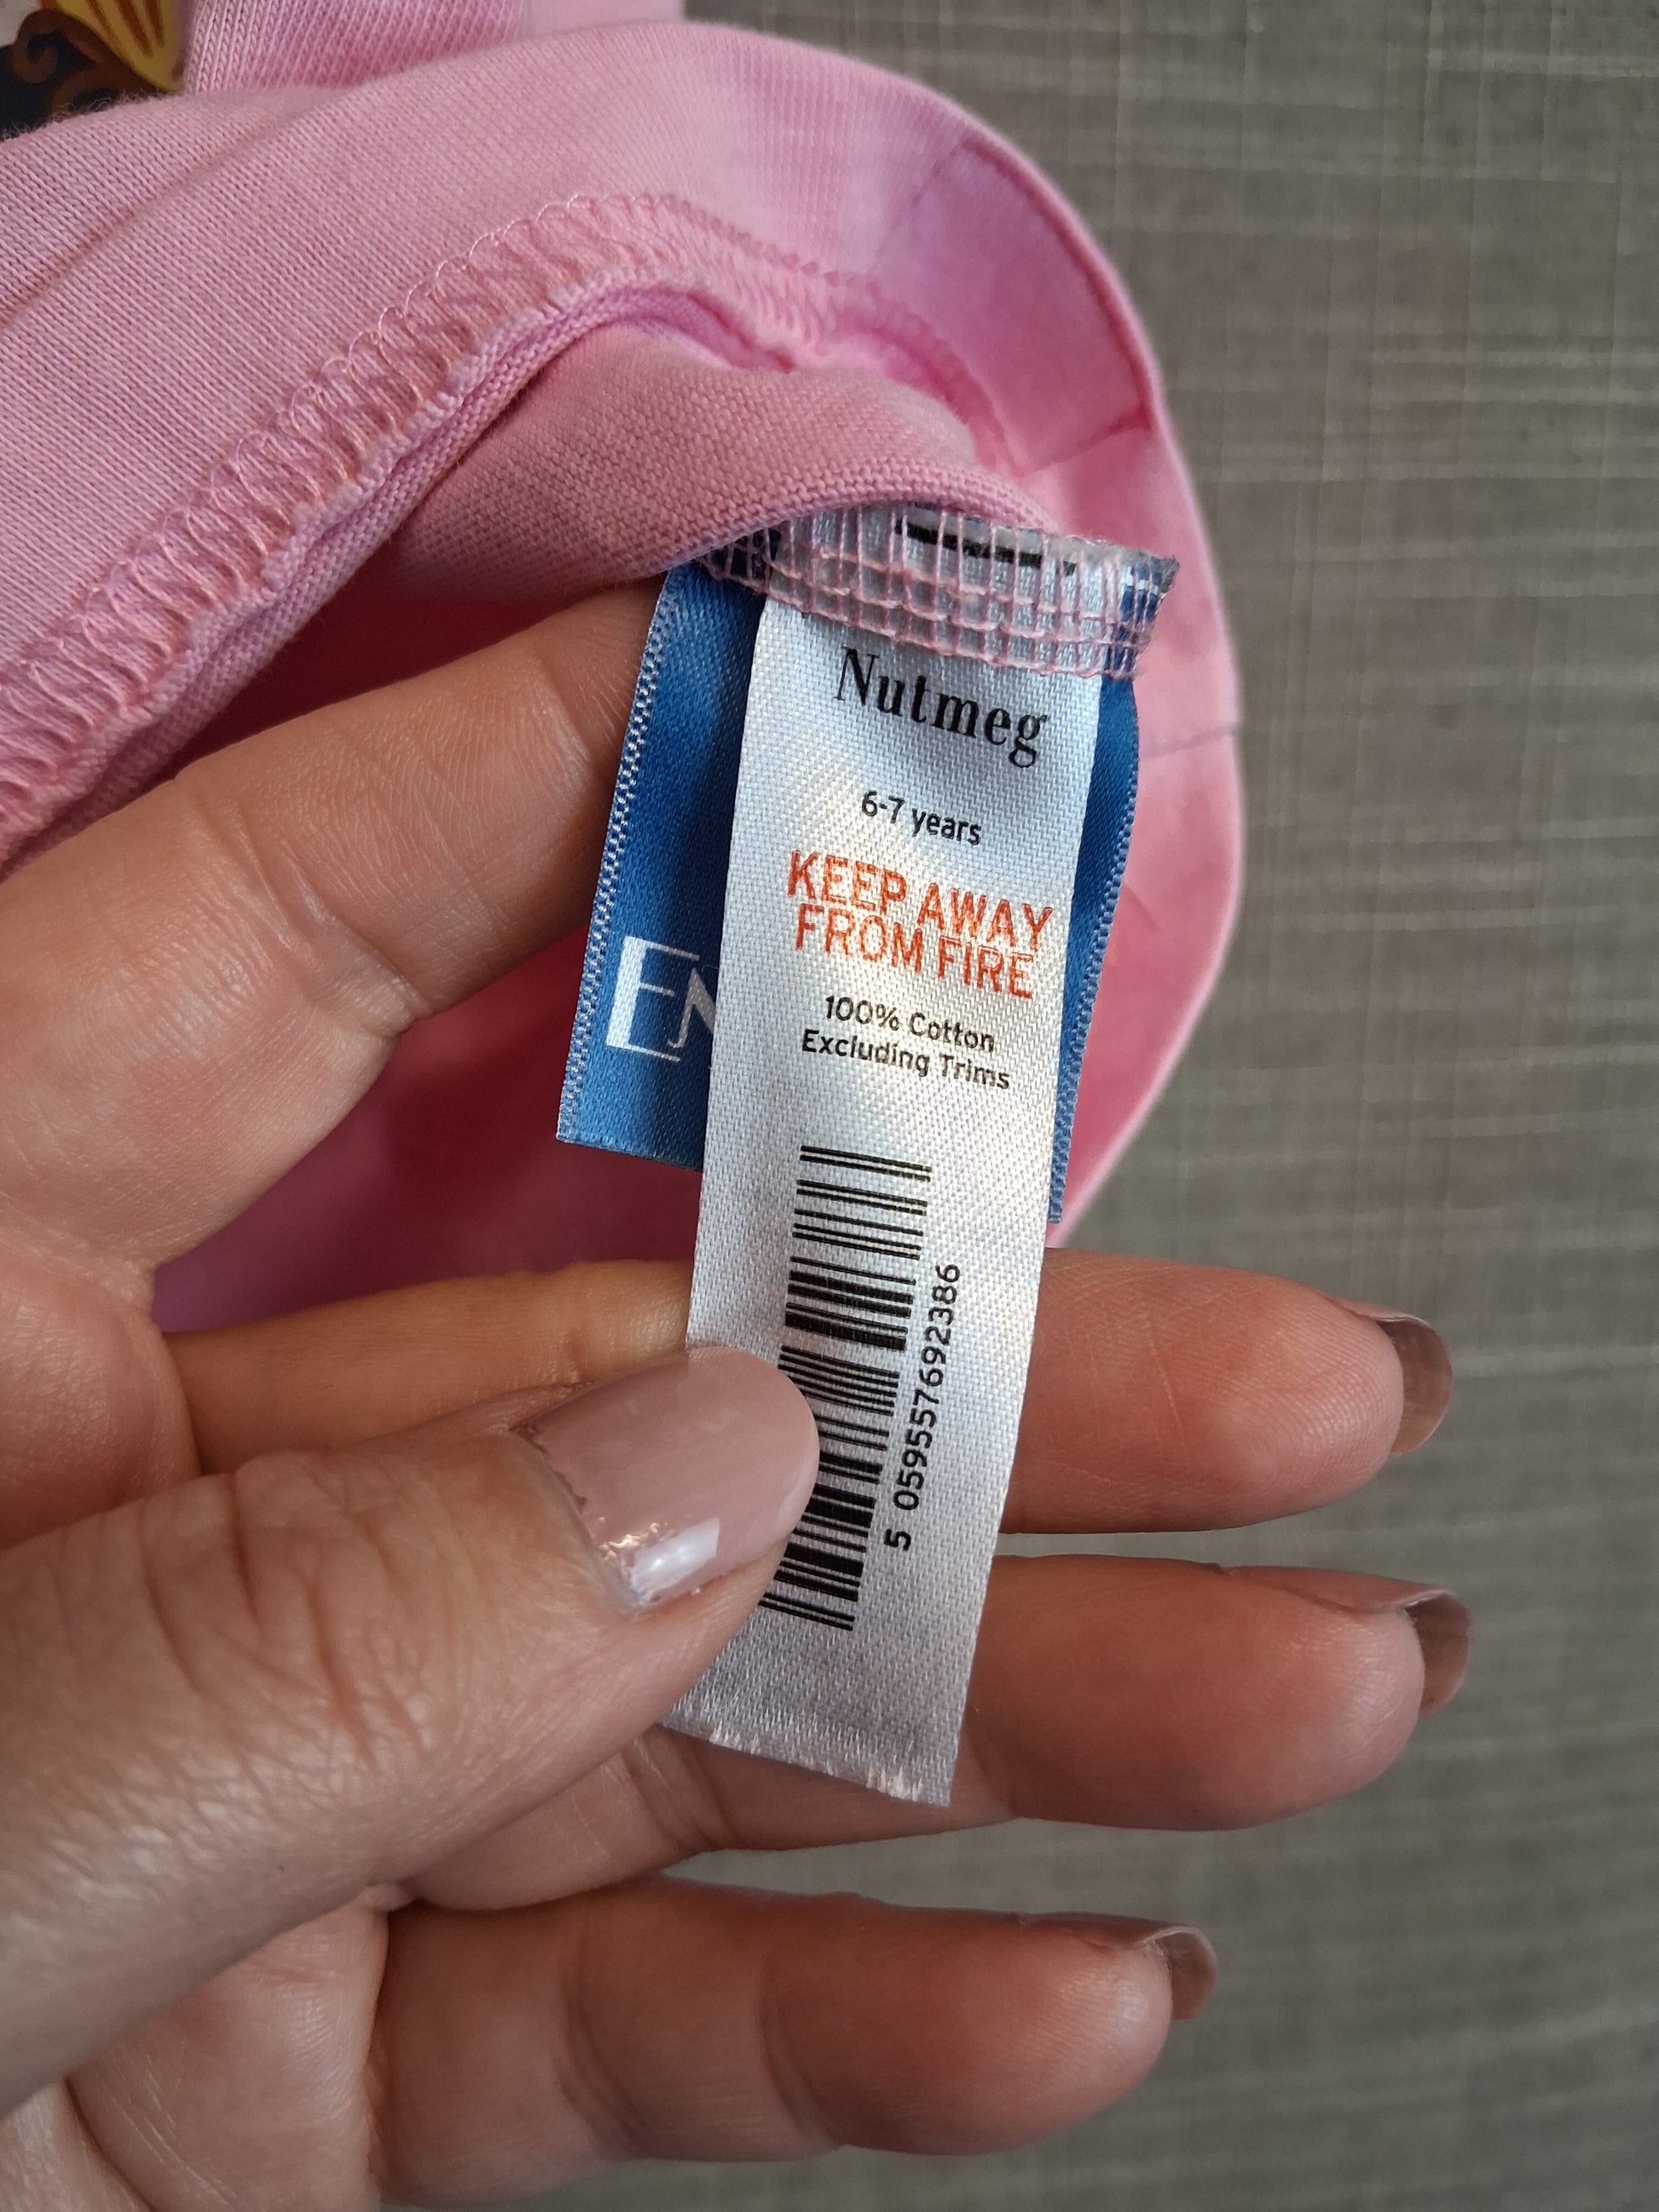 Nutmeg
6-7 years
KEEP AWAY
FROM FIRE
100% Cotton
Excluding Trims
5 059557692386